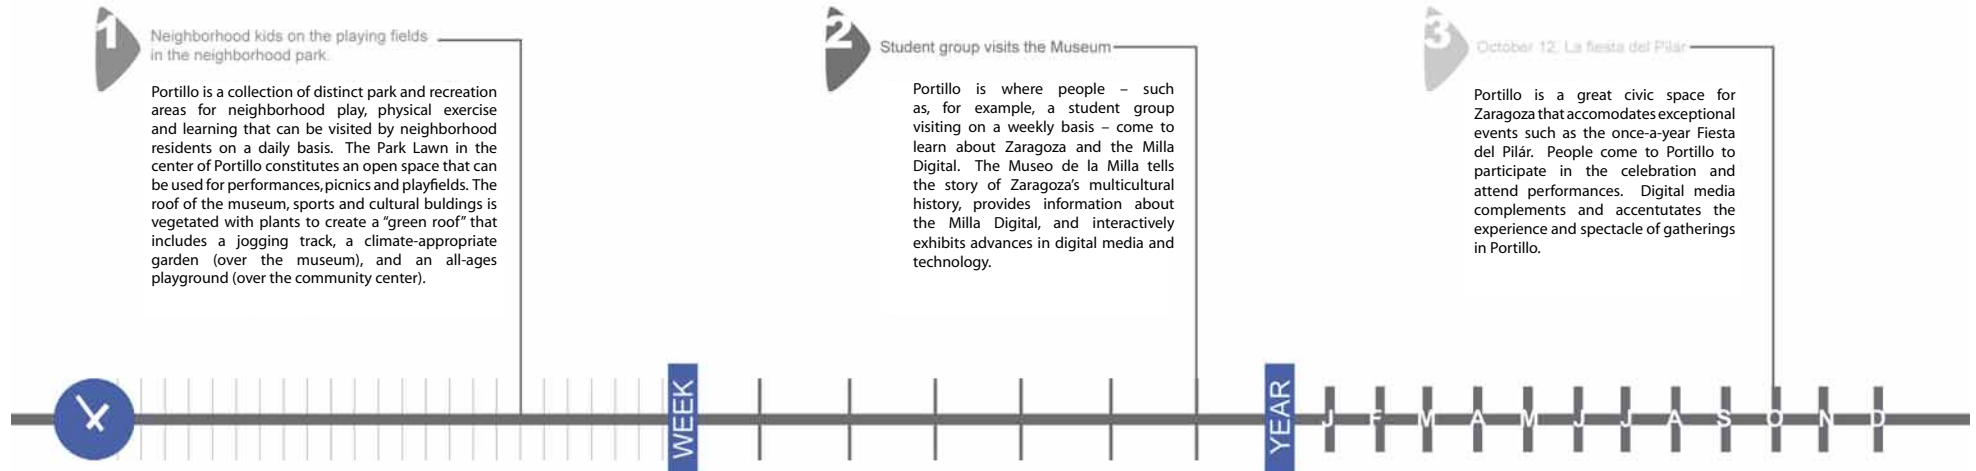 1
Neighborhood kids on the playing fields
in the neighborhood park.
Portillo is a collection of distinct park and recreation
areas for neighborhood play, physical exercise
and learning that can be visited by neighborhood
residents on a daily basis. The Park Lawn in the
center of Portillo constitutes an open space that can
be used for performances, picnics and playfields. The
roof of the museum, sports and cultural buldings is
vegetated with plants to create a “green roof” that
includes a jogging track, a climate-appropriate
garden (over the museum), and an all-ages
playground (over the community center).
2
Student group visits the Museum
Portillo is where people – such
as, for example, a student group
visiting on a weekly basis – come to
learn about Zaragoza and the Milla
Digital. The Museo de la Milla tells
the story of Zaragoza’s multicultural
history, provides information about
the Milla Digital, and interactively
exhibits advances in digital media and
technology.
3
October 12, La fiesta del Pilar
Portillo is a great civic space for
Zaragoza that accomodates exceptional
events such as the once-a-year Fiesta
del Pilár. People come to Portillo to
participate in the celebration and
attend performances. Digital media
complements and accentutates the
experience and spectacle of gatherings
in Portillo.
WEEK
YEAR
J F M A M J J A S O N D